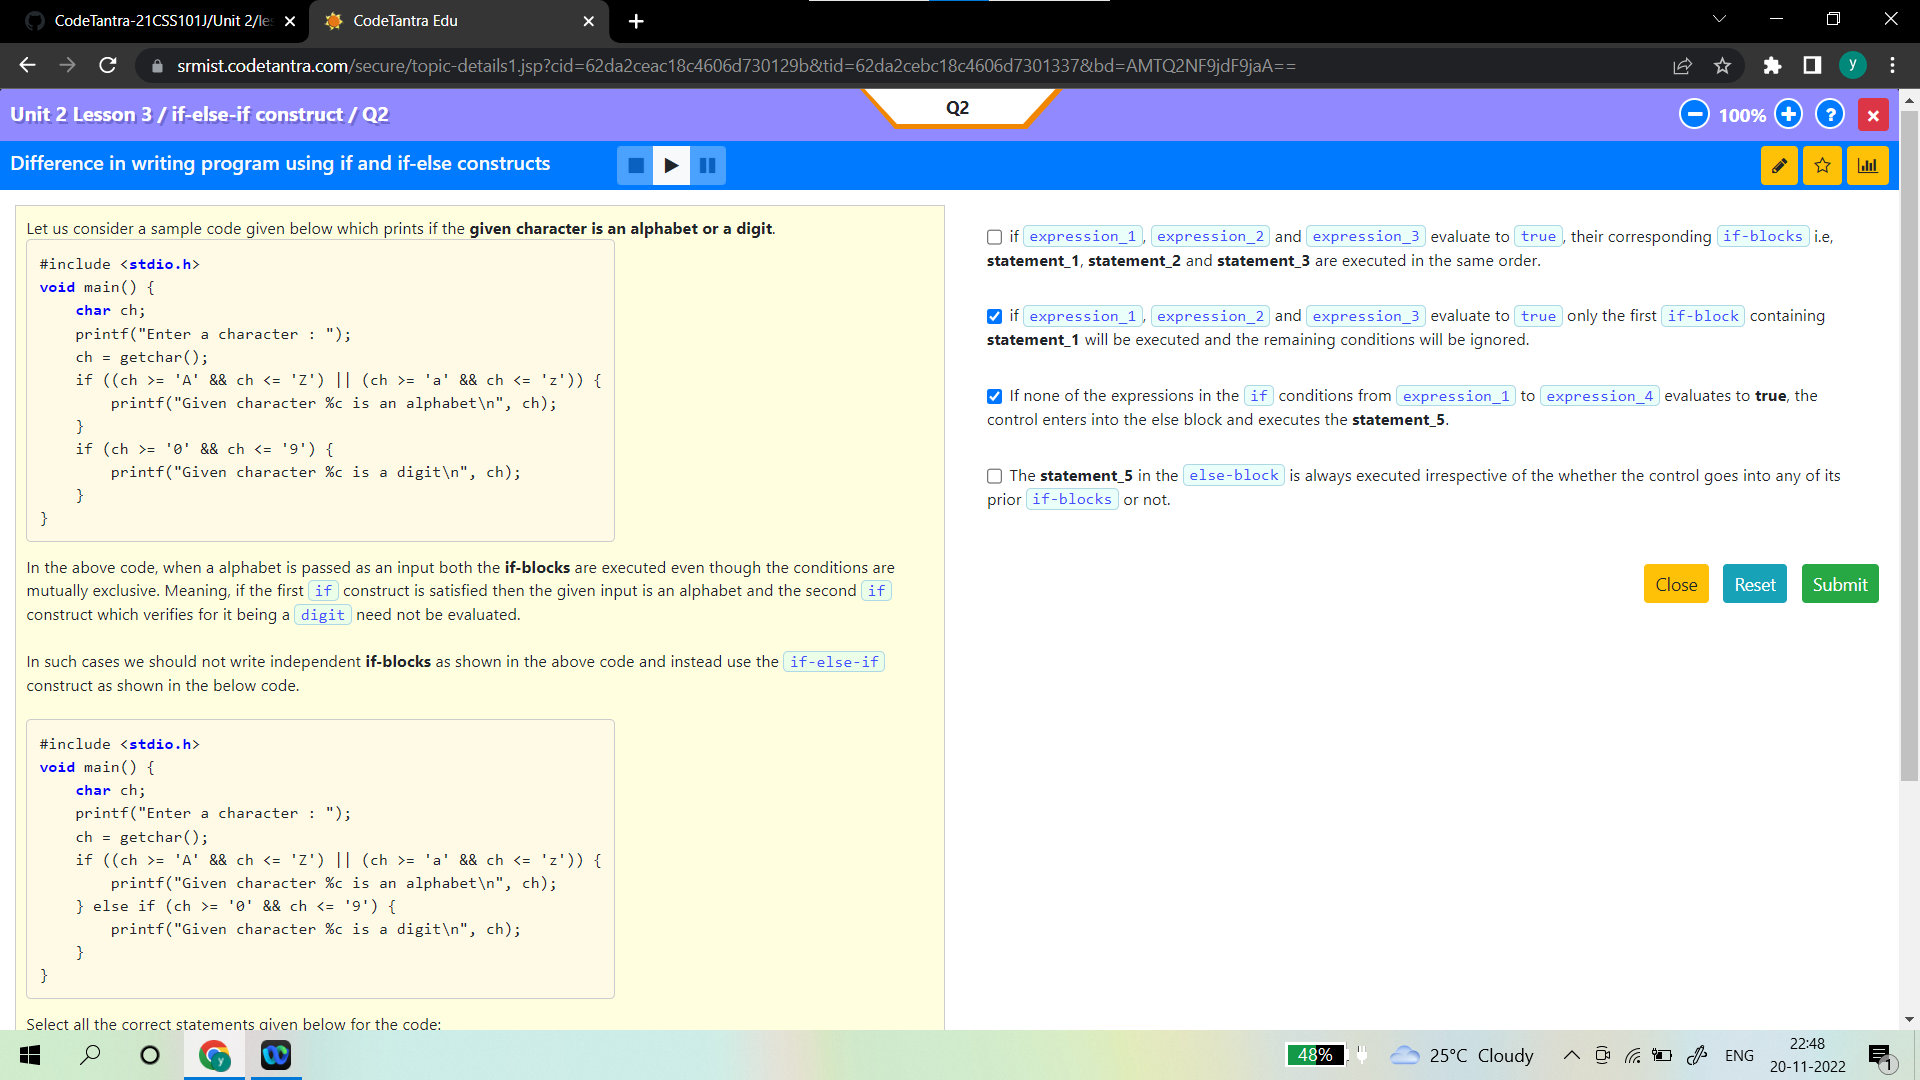 CodeTantra-21CSS101J/Unit 2/les
CodeTantra Edu
srmist.codetantra.com/secure/topic-details1.jsp?cid=62da2ceac18c4606d730129b&tid=62da2cebc18c4606d7301337&bd=AMTQ2NF9jdF9jaA==
y
Unit 2 Lesson 3 / if-else-if construct / Q2
Q2
100%
?
Difference in writing program using if and if-else constructs
Let us consider a sample code given below which prints if the given character is an alphabet or a digit.
#include <stdio.h>
void main() {
    char ch;
    printf("Enter a character : ");
    ch = getchar();
    if ((ch >= 'A' && ch <= 'Z') || (ch >= 'a' && ch <= 'z')) {
        printf("Given character %c is an alphabet\n", ch);
    }
    if (ch >= '0' && ch <= '9') {
        printf("Given character %c is a digit\n", ch);
    }
}
In the above code, when a alphabet is passed as an input both the if-blocks are executed even though the conditions are
mutually exclusive. Meaning, if the first if construct is satisfied then the given input is an alphabet and the second if
construct which verifies for it being a digit need not be evaluated.
In such cases we should not write independent if-blocks as shown in the above code and instead use the if-else-if
construct as shown in the below code.
#include <stdio.h>
void main() {
    char ch;
    printf("Enter a character : ");
    ch = getchar();
    if ((ch >= 'A' && ch <= 'Z') || (ch >= 'a' && ch <= 'z')) {
        printf("Given character %c is an alphabet\n", ch);
    } else if (ch >= '0' && ch <= '9') {
        printf("Given character %c is a digit\n", ch);
    }
}
Select all the correct statements given below for the code:
if expression_1, expression_2 and expression_3 evaluate to true, their corresponding if-blocks i.e,
statement_1, statement_2 and statement_3 are executed in the same order.
if expression_1, expression_2 and expression_3 evaluate to true only the first if-block containing
statement_1 will be executed and the remaining conditions will be ignored.
If none of the expressions in the if conditions from expression_1 to expression_4 evaluates to true, the
control enters into the else block and executes the statement_5.
The statement_5 in the else-block is always executed irrespective of the whether the control goes into any of its
prior if-blocks or not.
Close Reset Submit
y
48%
25°C Cloudy
ENG
22:48
20-11-2022
1